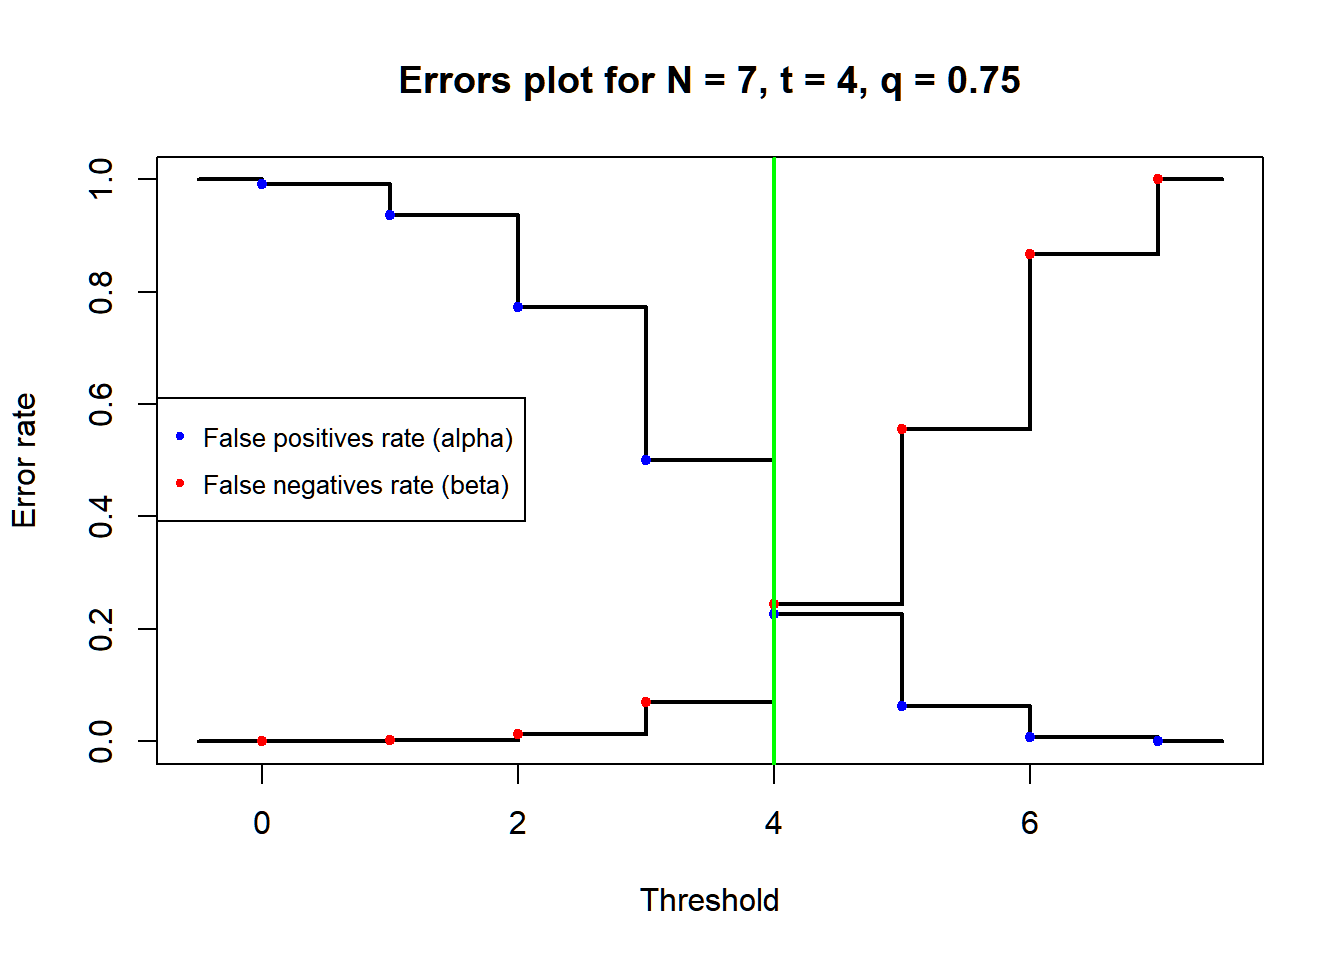 Errors plot for N = 7, t = 4, q = 0.75
1.0
0.8
0.6
0.4
0.2
0.0
Error rate
False positives rate (alpha)
False negatives rate (beta)
0 2 4 6
Threshold